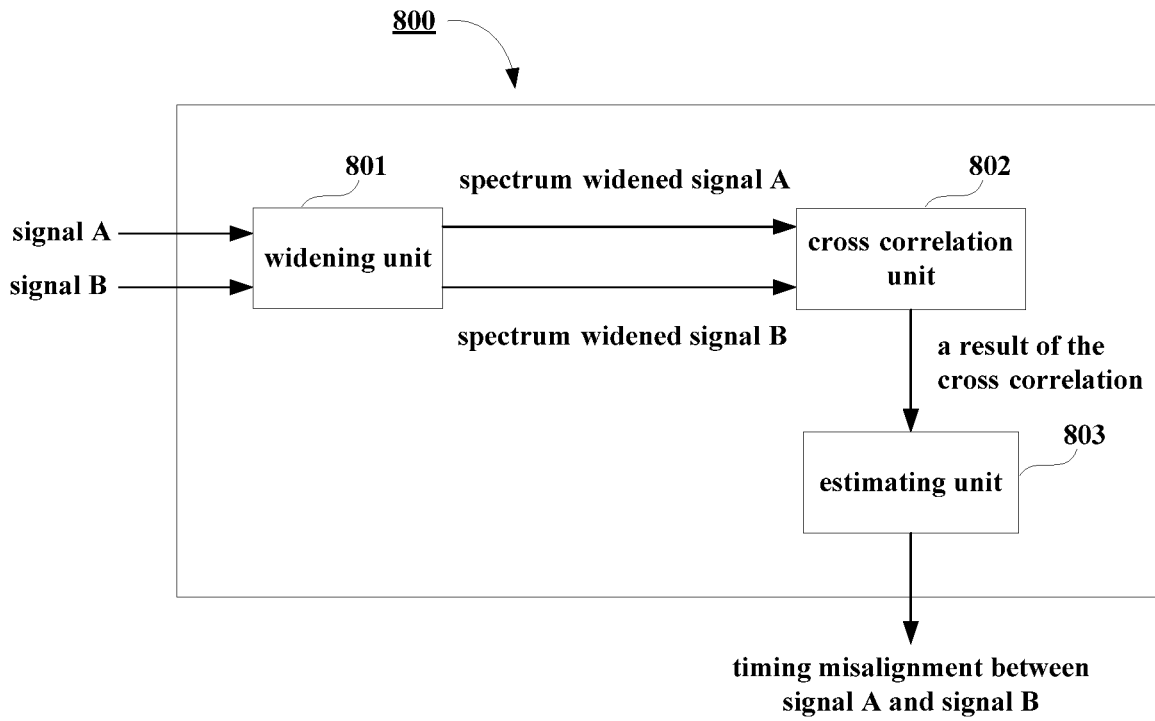 800
801
spectrum widened signal A
802
signal A
widening unit
cross correlation
unit
signal B
spectrum widened signal B
a result of the
cross correlation
803
estimating unit
timing misalignment between
signal A and signal B